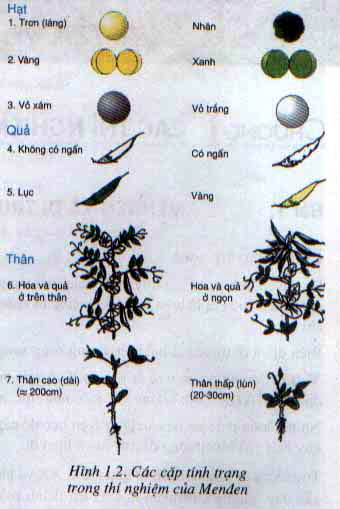 Hạt
1. Trơn (láng) Nhăn
2. Vàng Xanh
3. Vỏ xám Vỏ trắng
Quả
4. Không có ngấn Có ngấn
5. Lục Vàng
Thân
6. Hoa và quả Hoa và quả
ở trên thân ở ngọn
7. Thân cao (dài) Thân thấp (lùn)
(≈ 200cm) (20-30cm)
Hình 1.2. Các cặp tính trạng
trong thí nghiệm của Menden